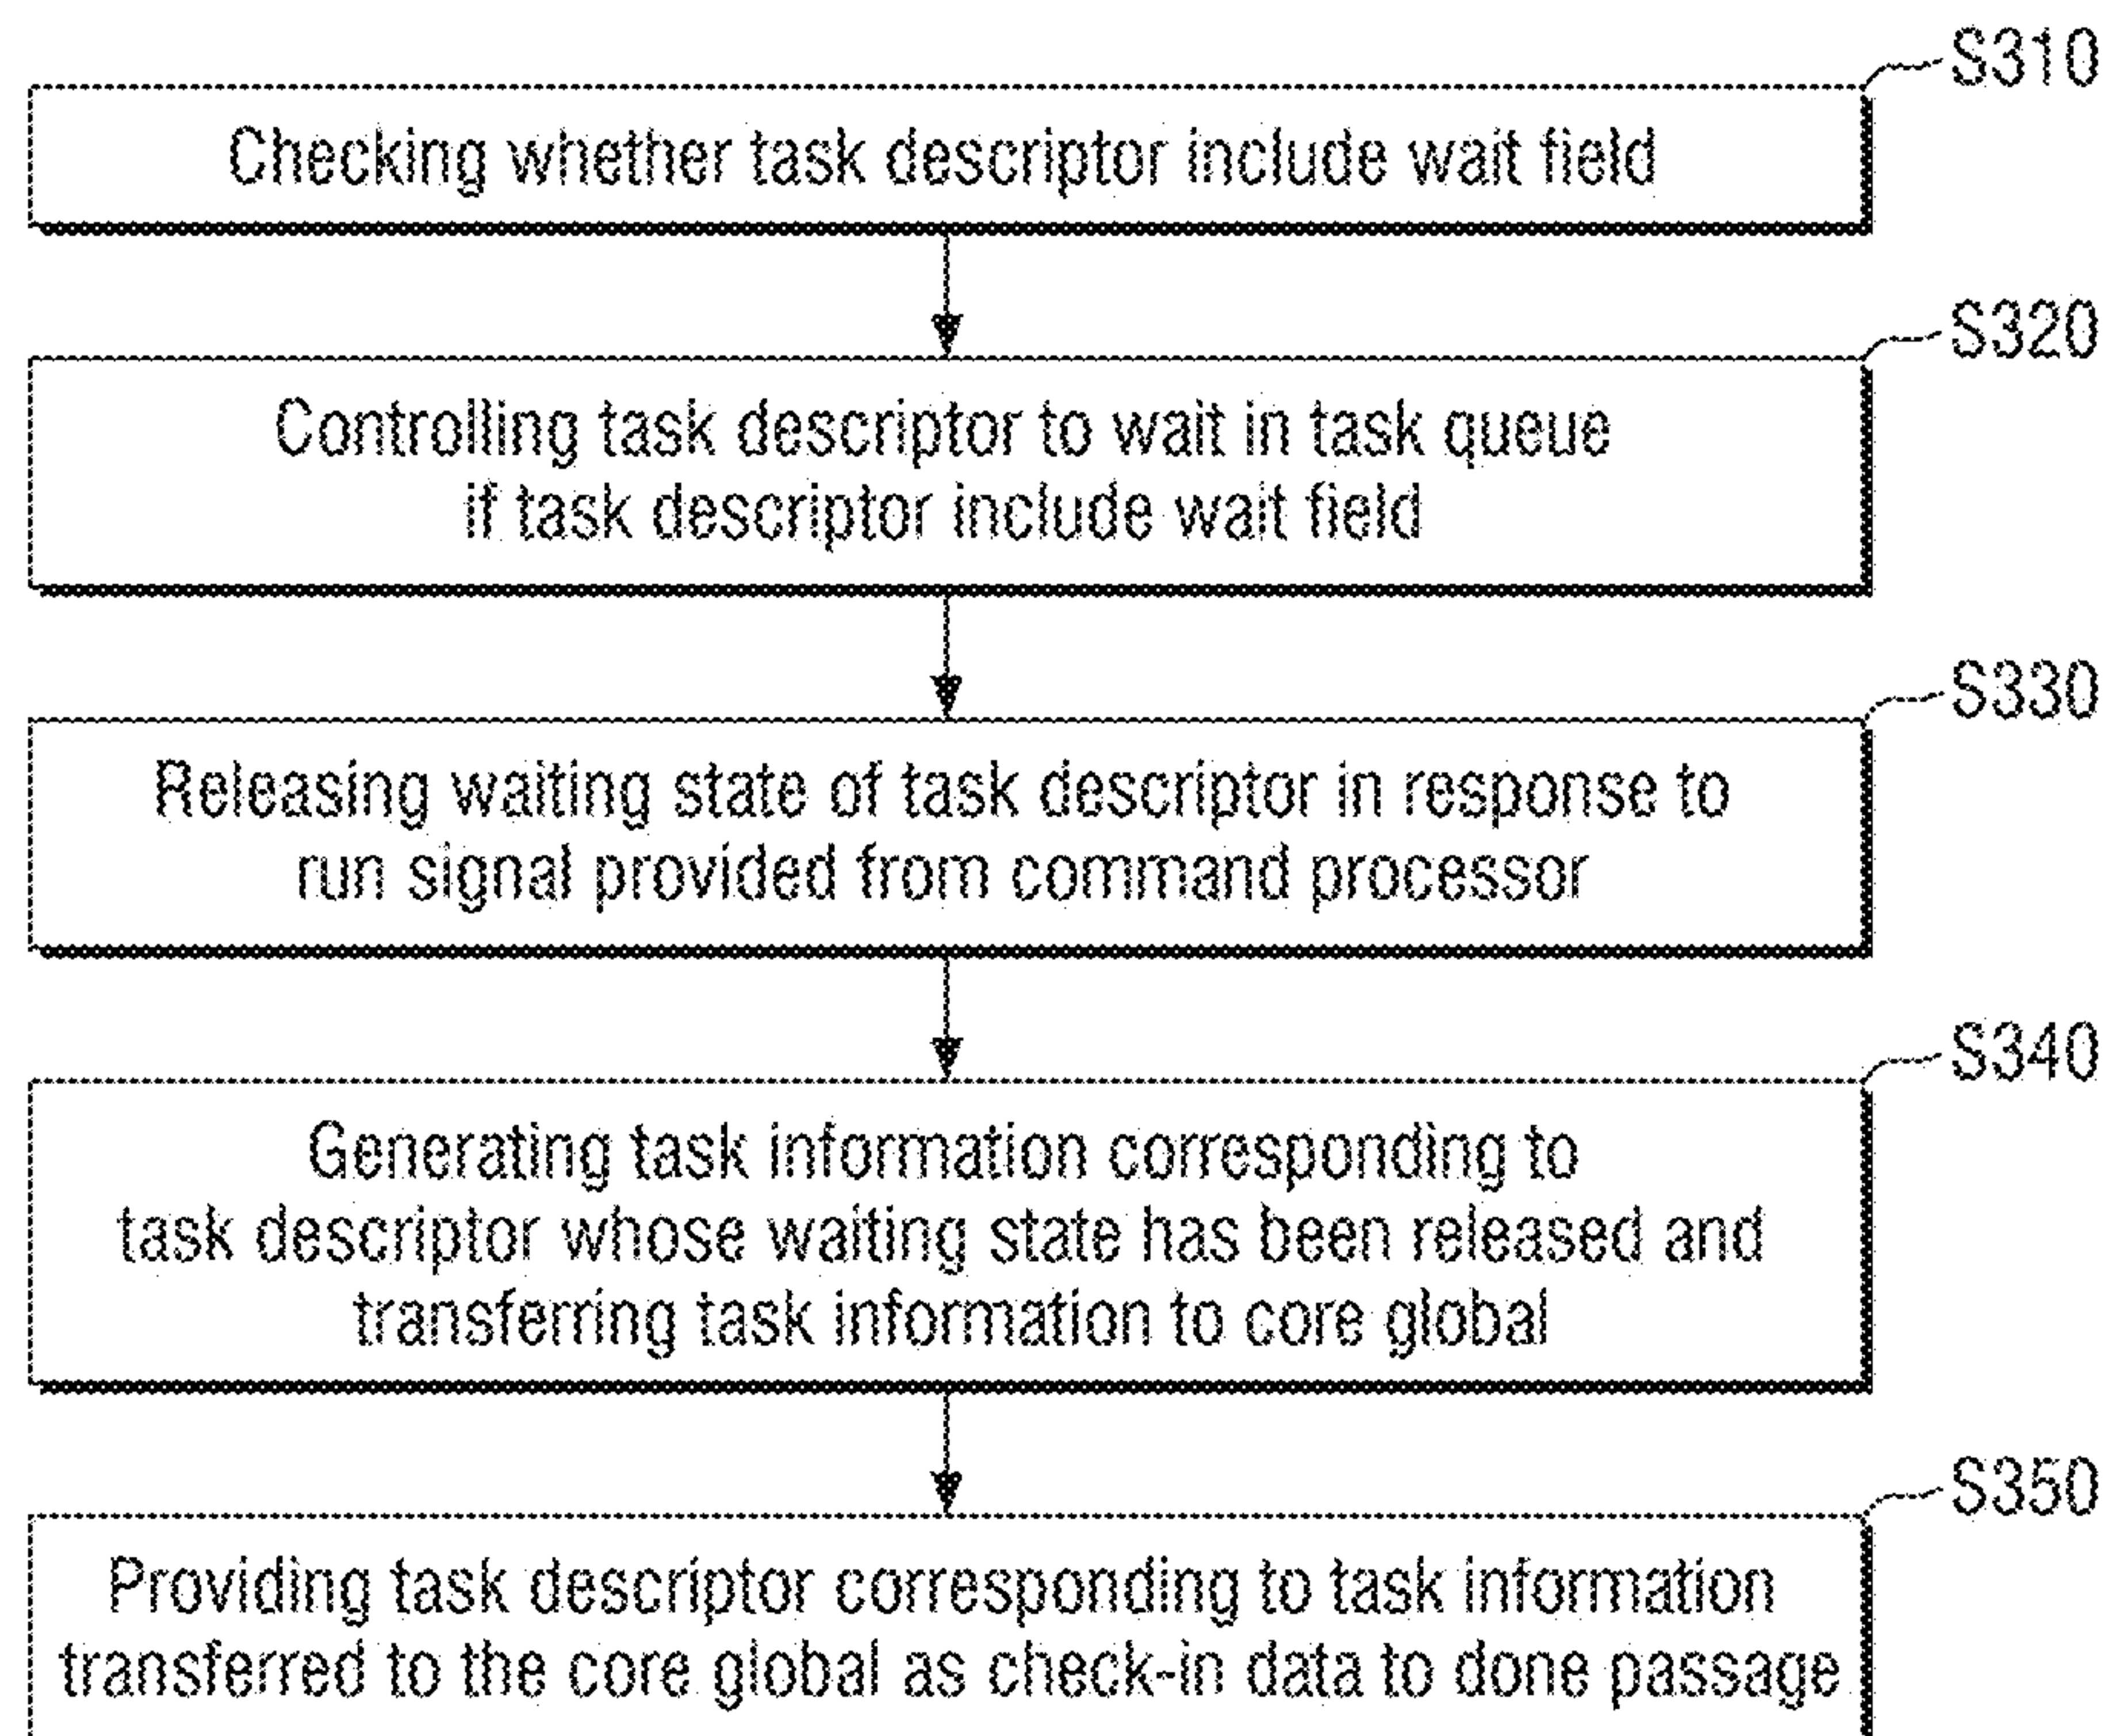 S310
Checking whether task descriptor include wait field
S320
Controlling task descriptor to wait in task queue
if task descriptor include wait field
S330
Releasing waiting state of task descriptor in response to
run signal provided from command processor
S340
Generating task information corresponding to
task descriptor whose waiting state has been released and
transferring task information to core global
S350
Providing task descriptor corresponding to task information
transferred to the core global as check-in data to done passage